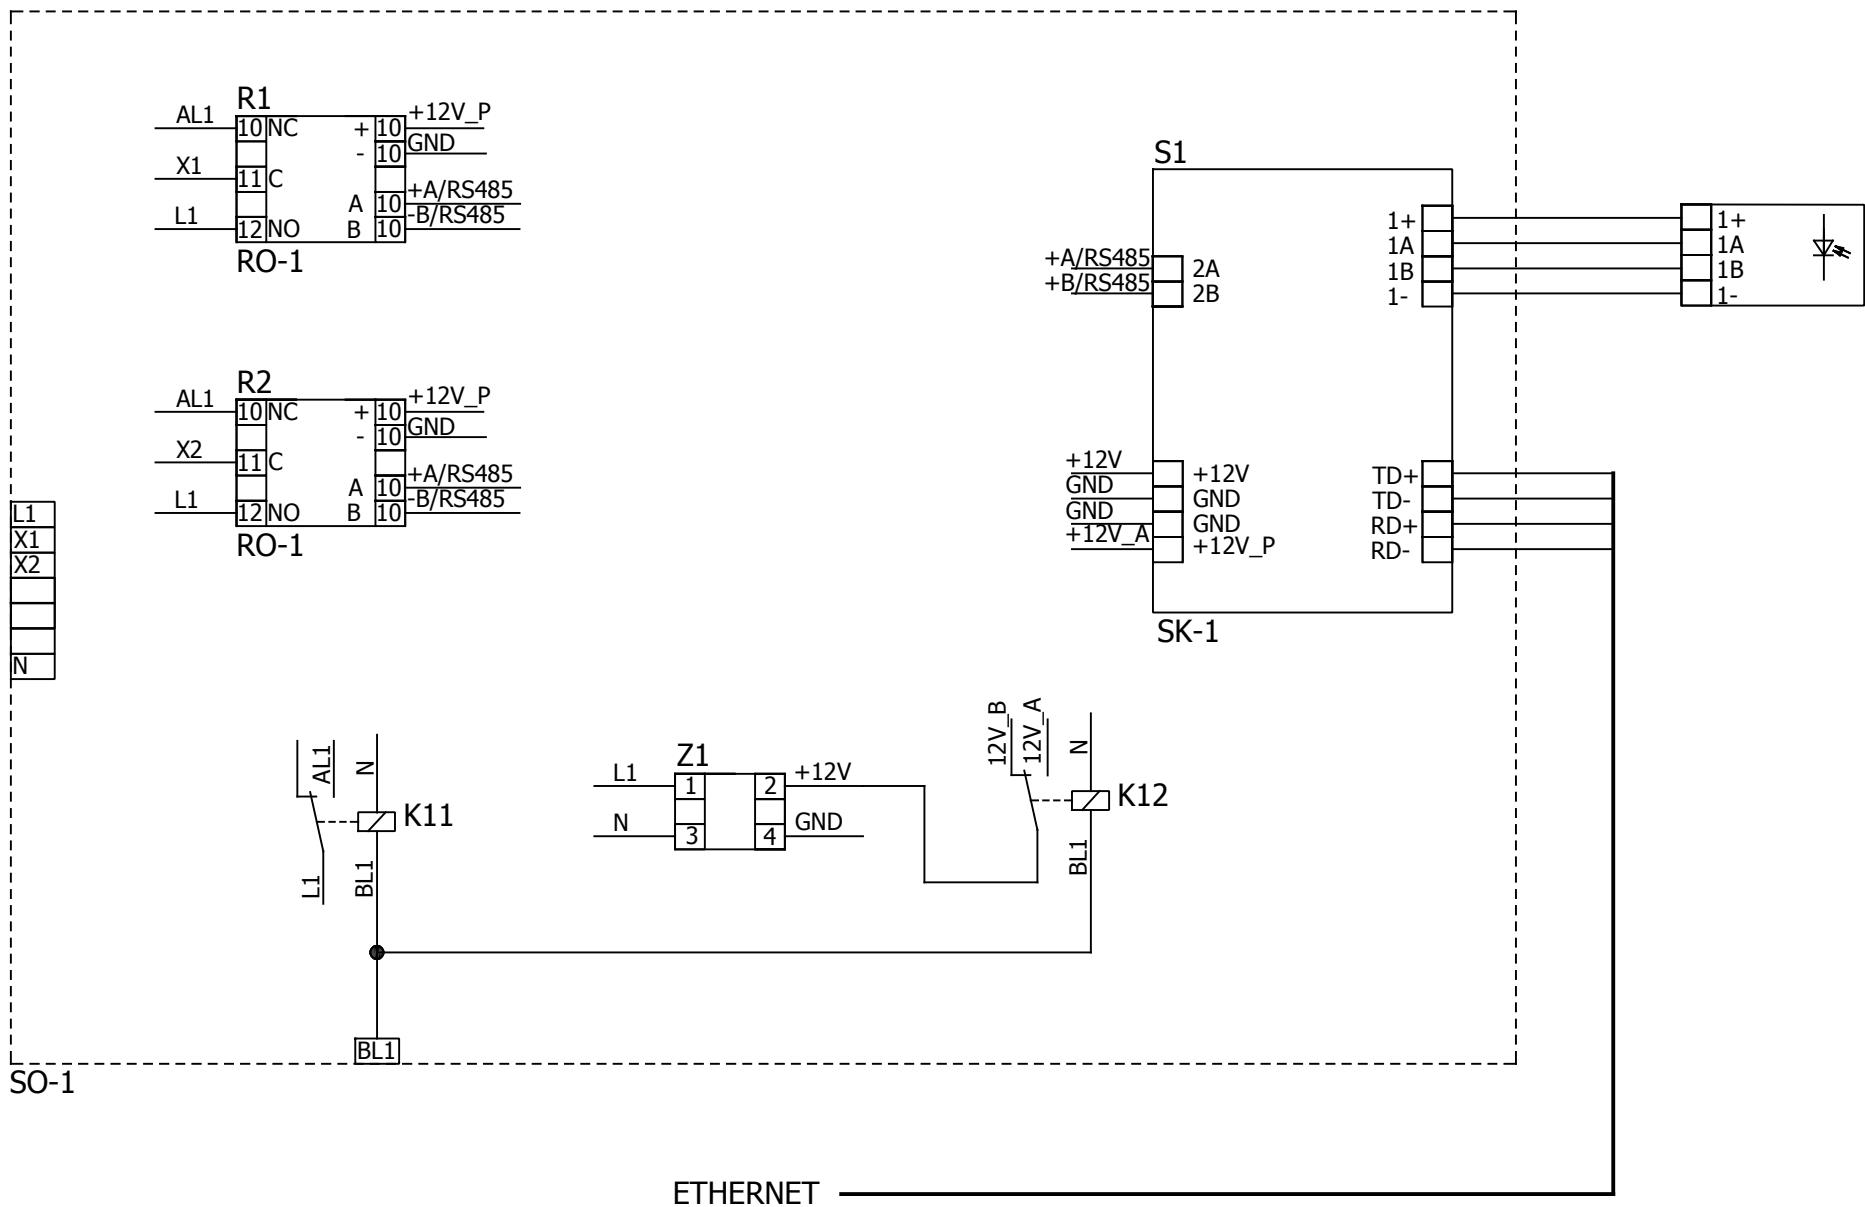 R1
AL1
10 NC + 10 +12V_P
- 10 GND
X1
11 C
A 10 +A/RS485
L1
12 NO B 10 -B/RS485
RO-1
R2
AL1
10 NC + 10 +12V_P
- 10 GND
X2
11 C
A 10 +A/RS485
L1
12 NO B 10 -B/RS485
RO-1
S1
+A/RS485 2A
+B/RS485 2B
1+
1A
1B
1-
1+
1A
1B
1-
+12V +12V
GND GND
GND GND
+12V_A +12V_P
TD+
TD-
RD+
RD-
SK-1
L1
X1
X2
N
AL1
N
K11
L1
BL1
Z1
L1 1 2 +12V
N 3 4 GND
12V_B
12V_A
N
K12
BL1
BL1
SO-1
ETHERNET